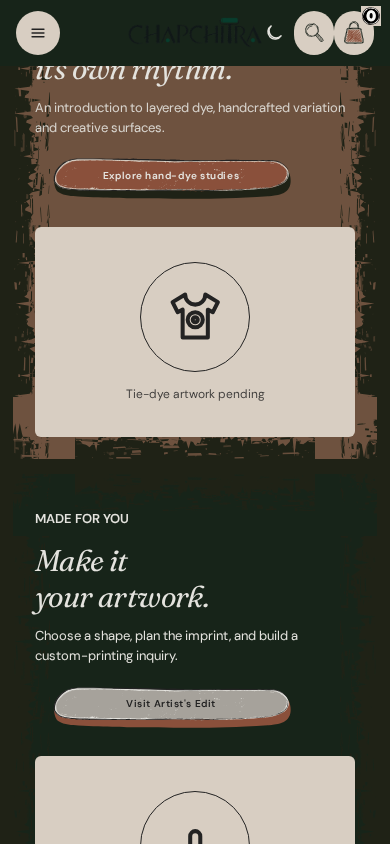 CHAPCHITRA
0
its own rhythm.
An introduction to layered dye, handcrafted variation
and creative surfaces.
Explore hand-dye studies
Tie-dye artwork pending
MADE FOR YOU
Make it
your artwork.
Choose a shape, plan the imprint, and build a
custom-printing inquiry.
Visit Artist's Edit